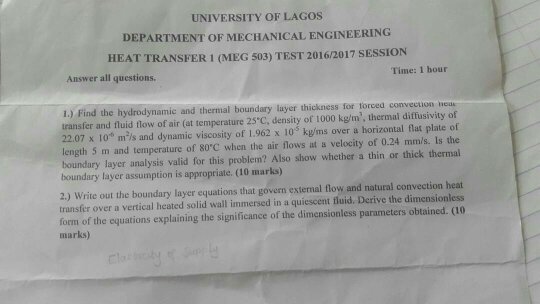 UNIVERSITY OF LAGOS
DEPARTMENT OF MECHANICAL ENGINEERING
HEAT TRANSFER 1 (MEG 503) TEST 2016/2017 SESSION
Answer all questions. Time: 1 hour
1.) Find the hydrodynamic and thermal boundary layer thickness for forced convection heat
transfer and fluid flow of air (at temperature 25°C, density of 1000 kg/m³, thermal diffusivity of
22.07 x 10⁻⁶ m²/s and dynamic viscosity of 1.962 x 10⁻⁵ kg/ms over a horizontal flat plate of
length 5 m and temperature of 80°C when the air flows at a velocity of 0.24 mm/s. Is the
boundary layer analysis valid for this problem? Also show whether a thin or thick thermal
boundary layer assumption is appropriate. (10 marks)
2.) Write out the boundary layer equations that govern external flow and natural convection heat
transfer over a vertical heated solid wall immersed in a quiescent fluid. Derive the dimensionless
form of the equations explaining the significance of the dimensionless parameters obtained. (10
marks)
Elasticity of Supply